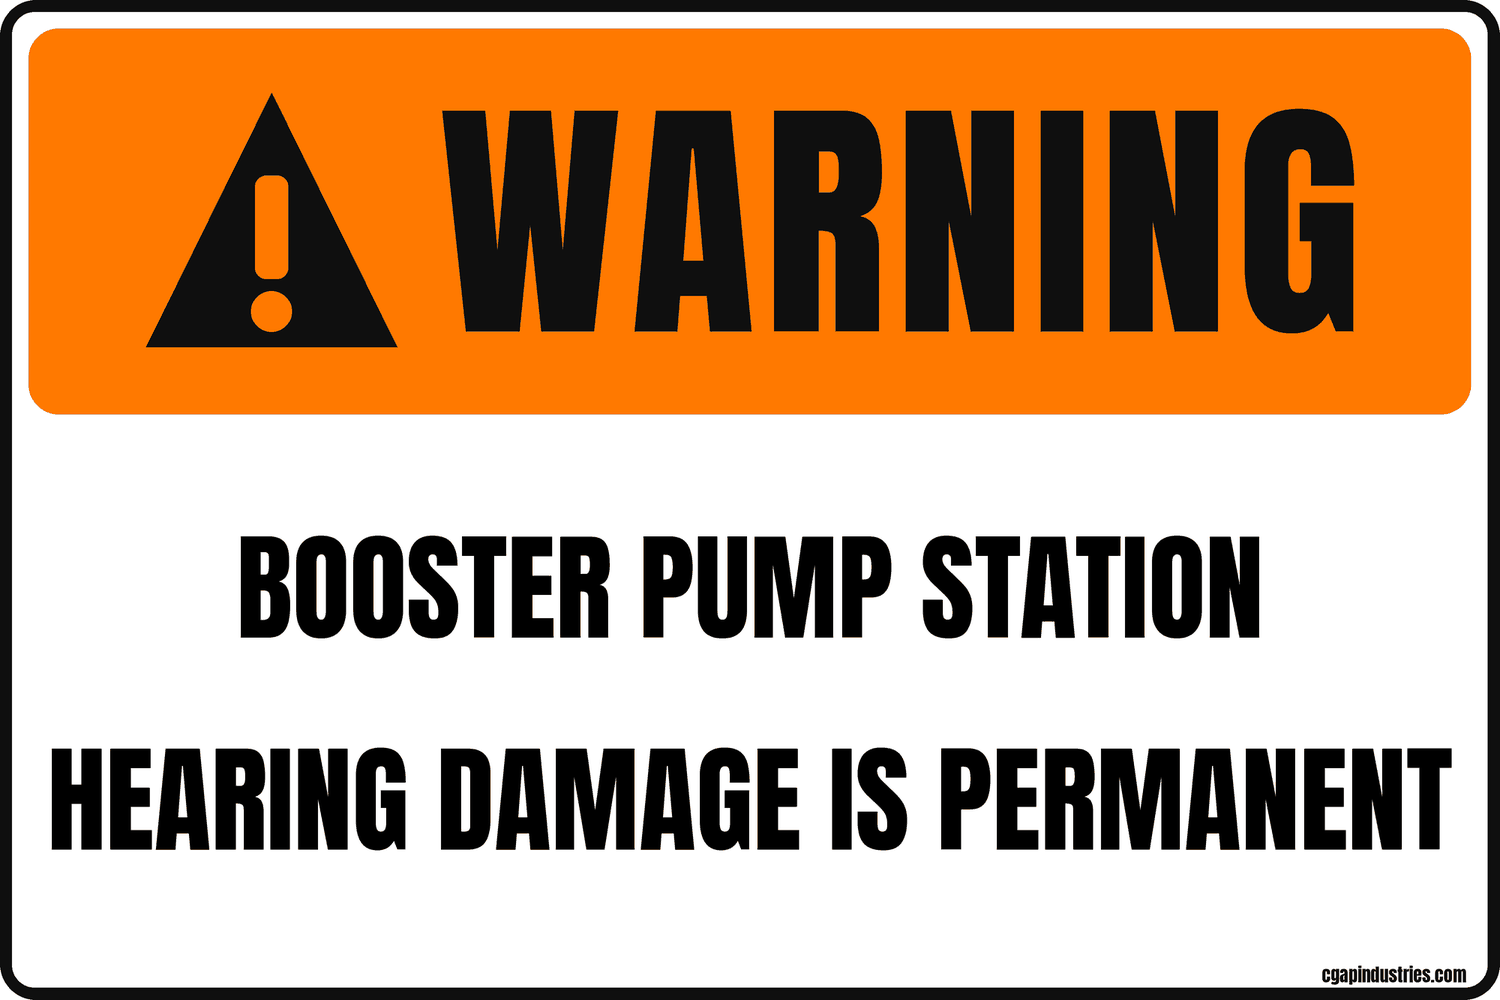 WARNING
BOOSTER PUMP STATION
HEARING DAMAGE IS PERMANENT
cgapindustries.com